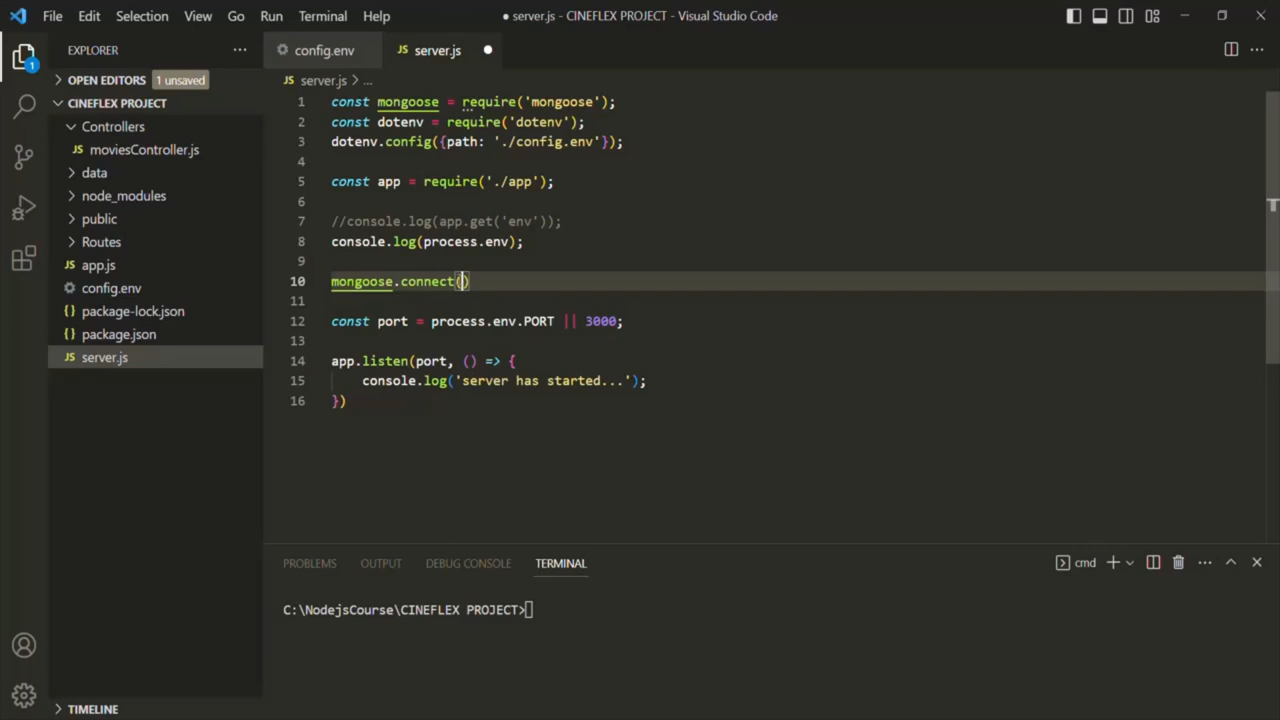 File Edit Selection View Go Run Terminal Help
● server.js - CINEFLEX PROJECT - Visual Studio Code
EXPLORER
config.env
JS server.js
OPEN EDITORS 1 unsaved
CINEFLEX PROJECT
Controllers
JS moviesController.js
data
node_modules
public
Routes
JS app.js
config.env
{} package-lock.json
{} package.json
JS server.js
TIMELINE
1
JS server.js > ...
1 const mongoose = require('mongoose');
2 const dotenv = require('dotenv');
3 dotenv.config({path: './config.env'});
4
5 const app = require('./app');
6
7 //console.log(app.get('env'));
8 console.log(process.env);
9
10 mongoose.connect()
11
12 const port = process.env.PORT || 3000;
13
14 app.listen(port, () => {
15 console.log('server has started...');
16 })
PROBLEMS OUTPUT DEBUG CONSOLE TERMINAL
cmd
C:\NodejsCourse\CINEFLEX PROJECT>